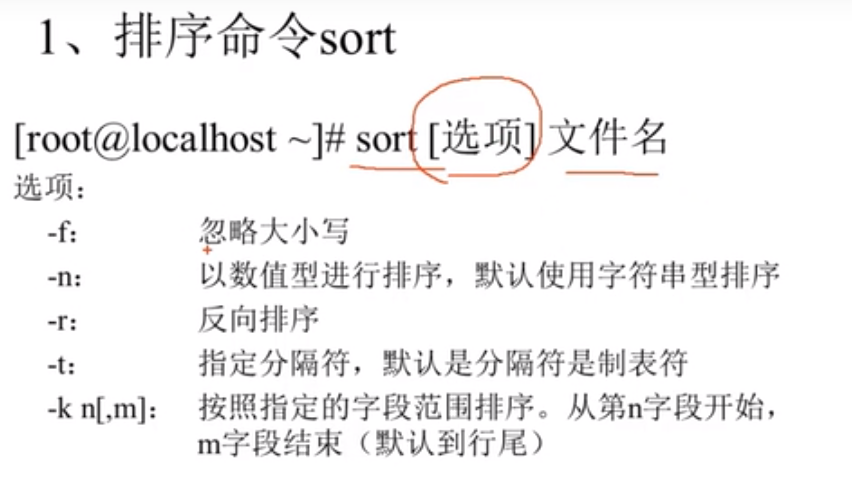 1、排序命令sort
[root@localhost ~]# sort [选项] 文件名
选项：
-f： 忽略大小写
-n： 以数值型进行排序，默认使用字符串型排序
-r： 反向排序
-t： 指定分隔符，默认是分隔符是制表符
-k n[,m]： 按照指定的字段范围排序。从第n字段开始，
m字段结束（默认到行尾）